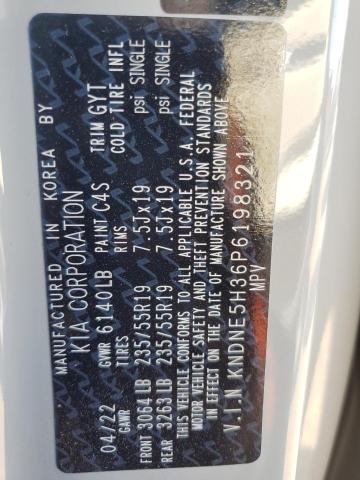 MANUFACTURED IN KOREA BY
KIA CORPORATION
04/22 GVWR 6140LB PAINT C4S TRIM GYT
GAWR TIRES RIMS COLD TIRE INFL
FRONT 3064LB 235/55R19 7.5Jx19 psi SINGLE
REAR 3263LB 235/55R19 7.5Jx19 psi SINGLE
THIS VEHICLE CONFORMS TO ALL APPLICABLE U.S.A. FEDERAL
MOTOR VEHICLE SAFETY AND THEFT PREVENTION STANDARDS
IN EFFECT ON THE DATE OF MANUFACTURE SHOWN ABOVE
V.I.N KNDNE5H36P6198321
MPV